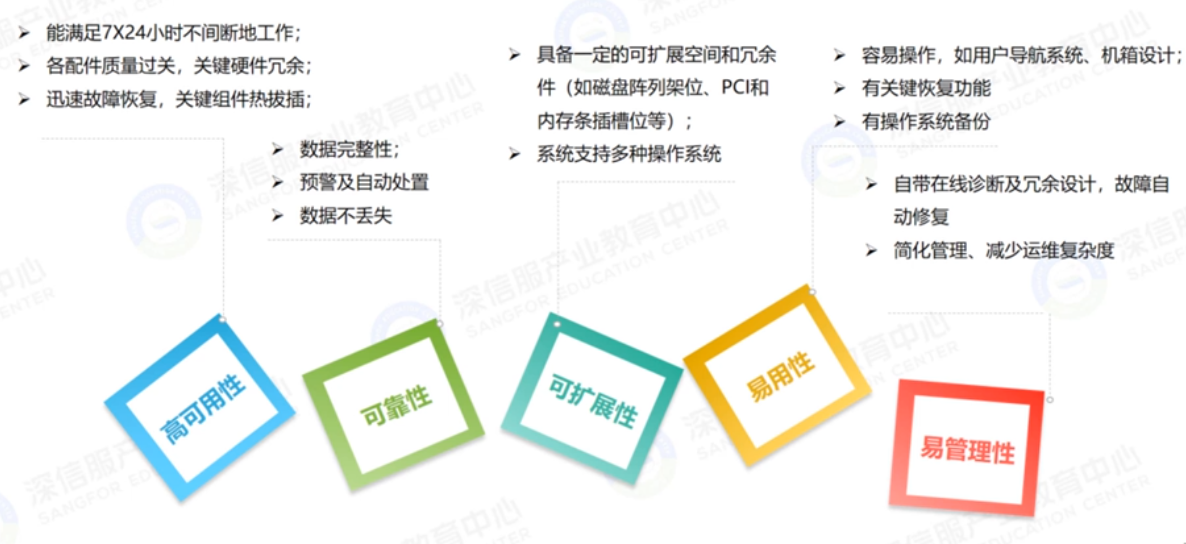 ➤ 能满足7X24小时不间断地工作;
➤ 各配件质量过关，关键硬件冗余;
➤ 迅速故障恢复，关键组件热拔插;
➤ 数据完整性;
➤ 预警及自动处置
➤ 数据不丢失
➤ 具备一定的可扩展空间和冗余
件（如磁盘阵列架位、PCI和
内存条插槽位等）;
➤ 系统支持多种操作系统
➤ 容易操作，如用户导航系统、机箱设计;
➤ 有关键恢复功能
➤ 有操作系统备份
➤ 自带在线诊断及冗余设计，故障自
动修复
➤ 简化管理、减少运维复杂度
高可用性
可靠性
可扩展性
易用性
易管理性
深信服产业教育中心
SANGFOR EDUCATION CENTER